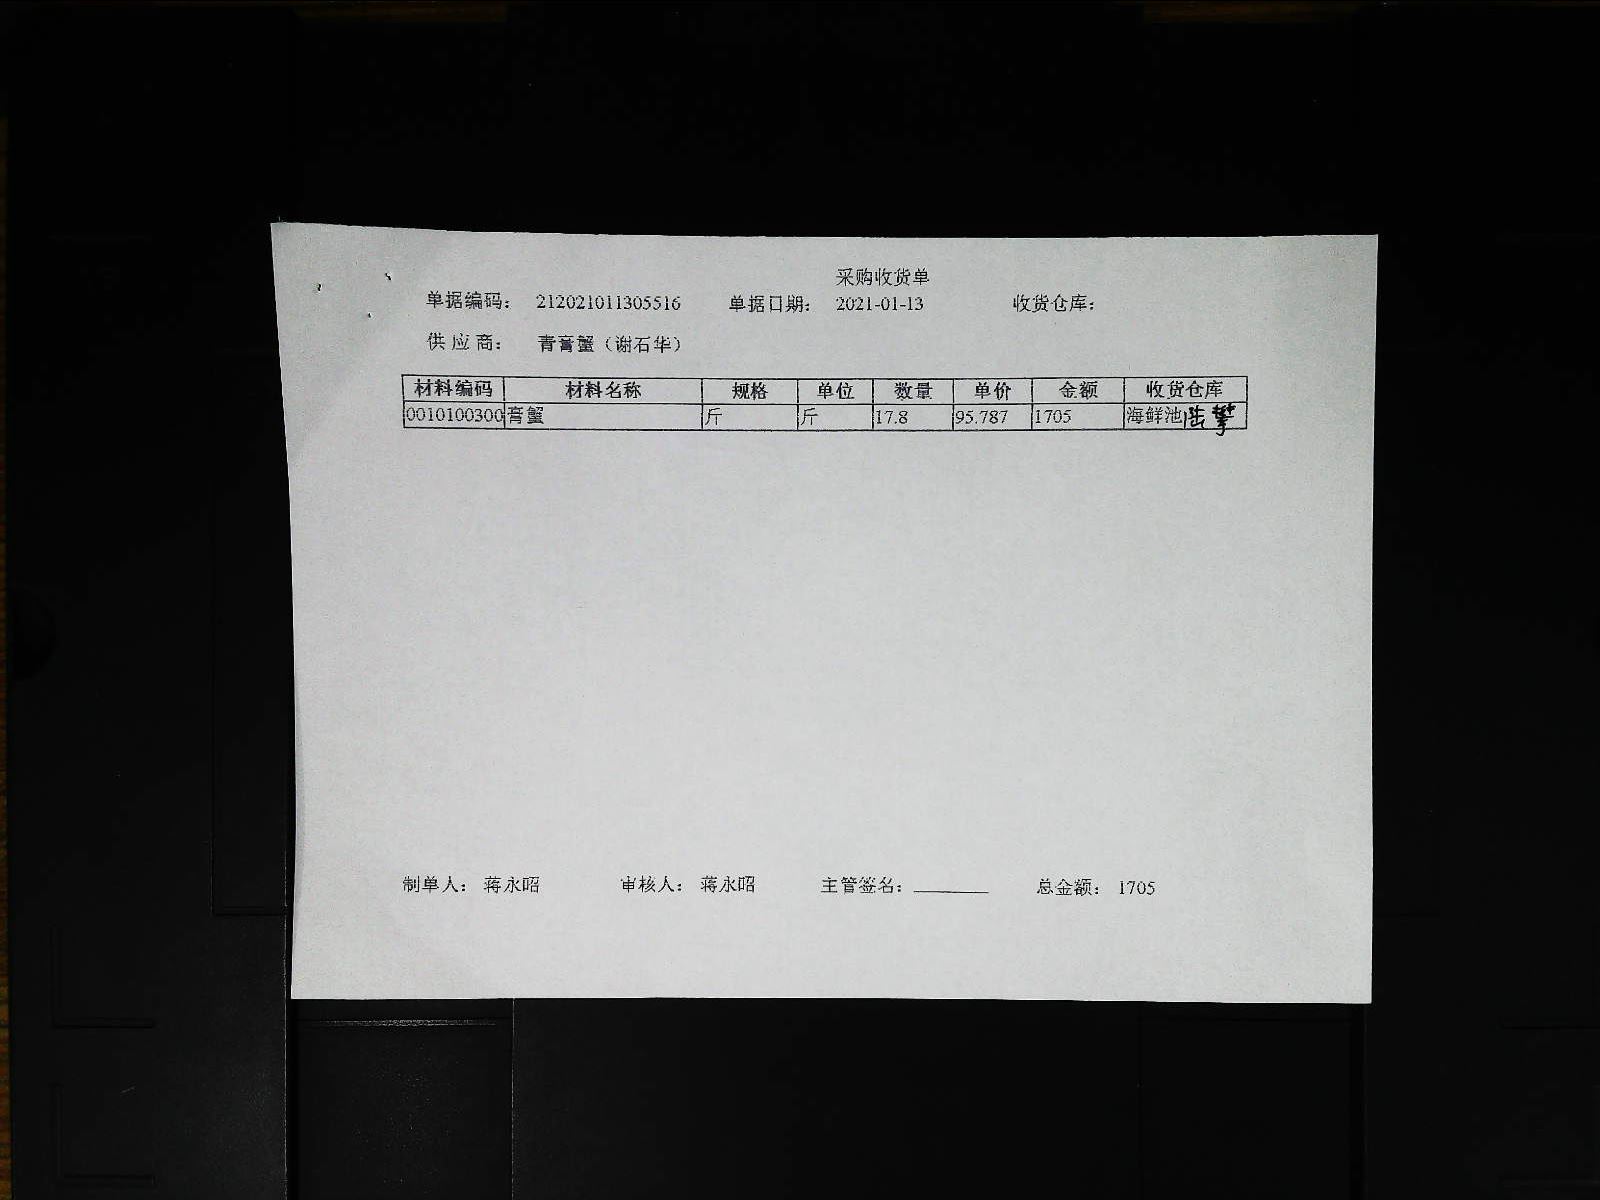 采购收货单
单据编码： 212021011305516 单据日期： 2021-01-13 收货仓库：
供 应 商： 青膏蟹（谢石华）
材料编码 材料名称 规格 单位 数量 单价 金额 收货仓库
0010100300 膏蟹 斤 斤 17.8 95.787 1705 海鲜池
制单人： 蒋永昭 审核人： 蒋永昭 主管签名： 总金额： 1705